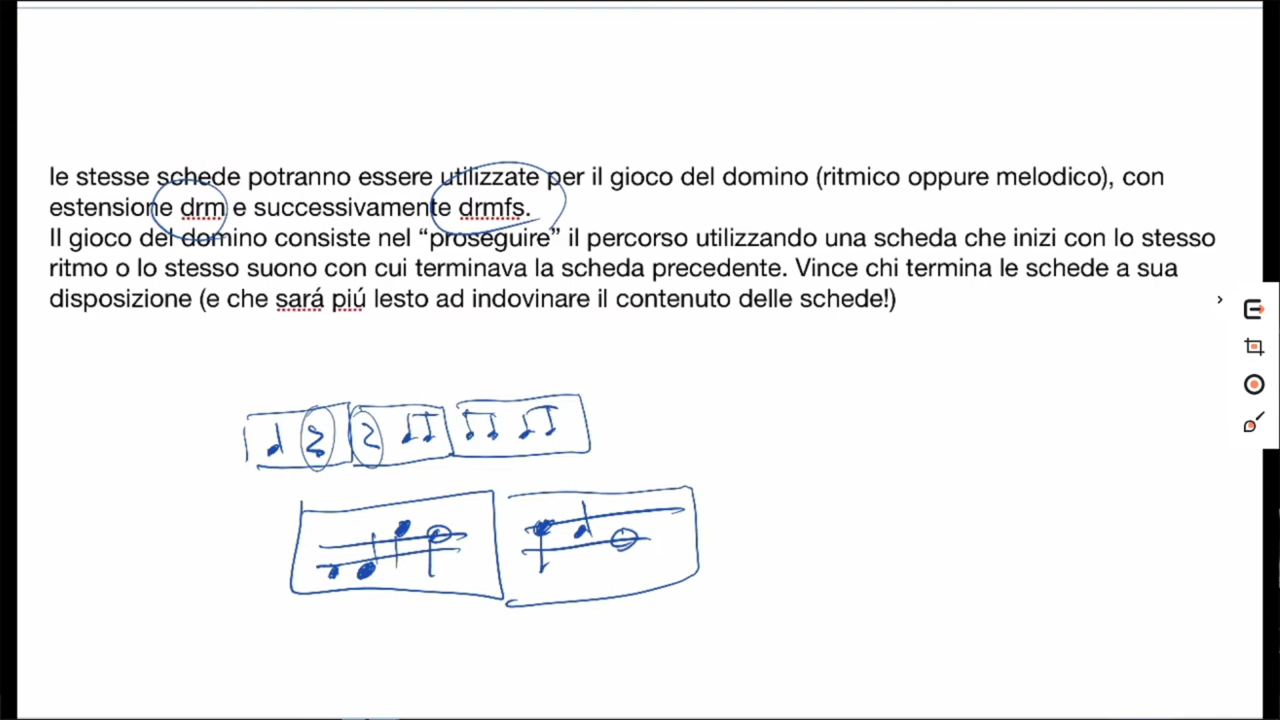 le stesse schede potranno essere utilizzate per il gioco del domino (ritmico oppure melodico), con
estensione drm e successivamente drmfs.
Il gioco del domino consiste nel “proseguire” il percorso utilizzando una scheda che inizi con lo stesso
ritmo o lo stesso suono con cui terminava la scheda precedente. Vince chi termina le schede a sua
disposizione (e che sará piú lesto ad indovinare il contenuto delle schede!)